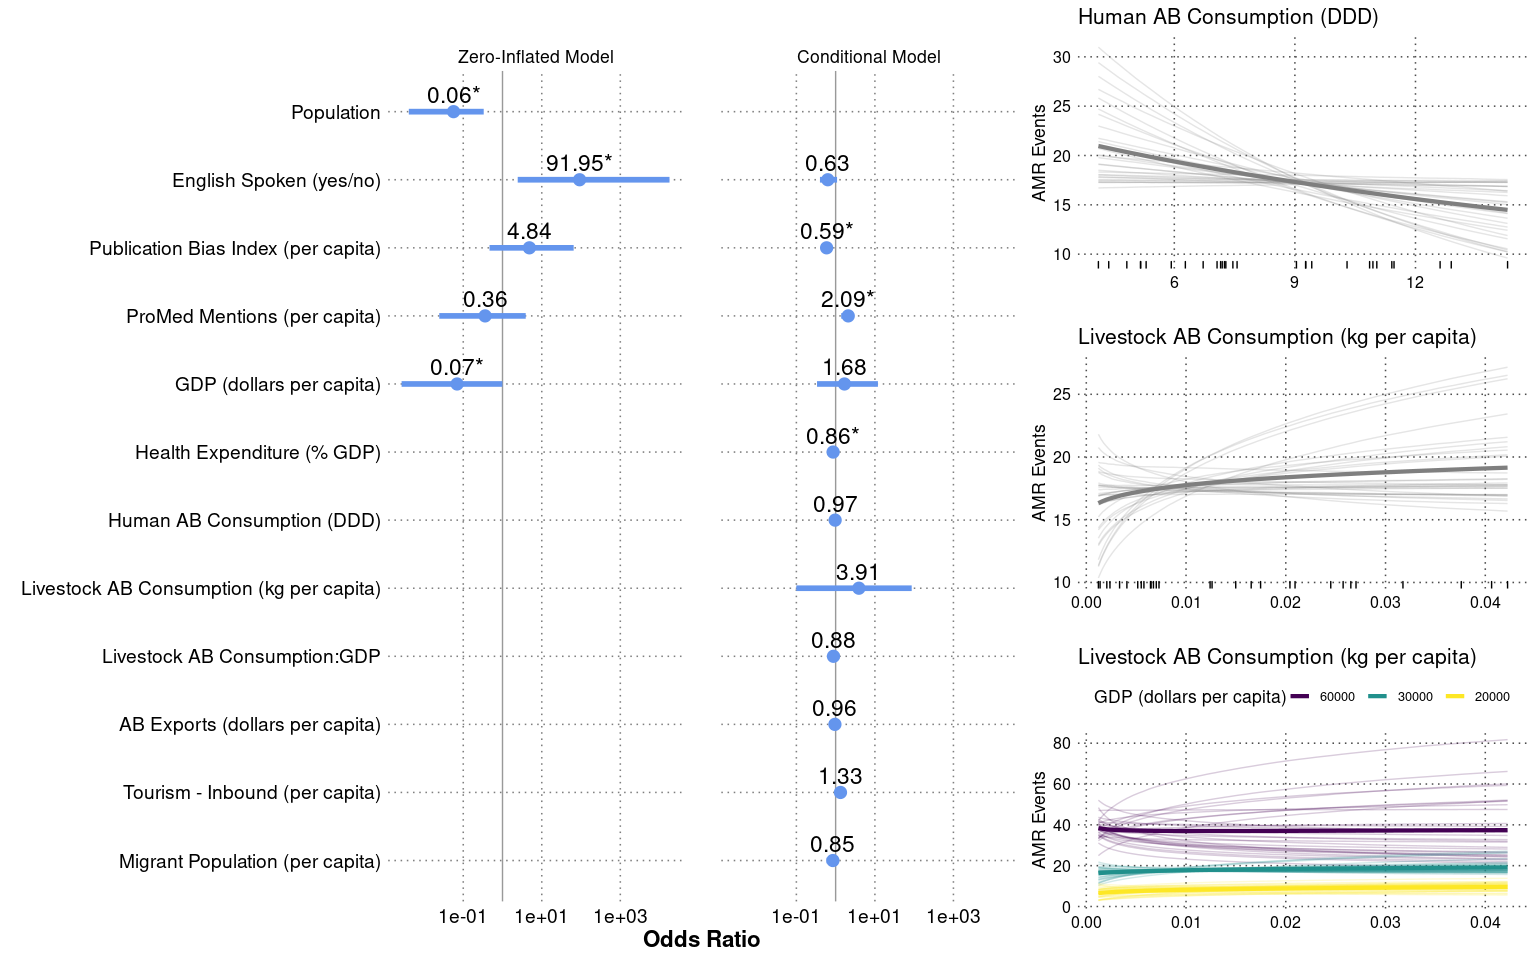 Zero-Inflated Model
Conditional Model
Population
0.06*
English Spoken (yes/no)
91.95*
0.63
Publication Bias Index (per capita)
4.84
0.59*
ProMed Mentions (per capita)
0.36
2.09*
GDP (dollars per capita)
0.07*
1.68
Health Expenditure (% GDP)
0.86*
Human AB Consumption (DDD)
0.97
Livestock AB Consumption (kg per capita)
3.91
Livestock AB Consumption:GDP
0.88
AB Exports (dollars per capita)
0.96
Tourism - Inbound (per capita)
1.33
Migrant Population (per capita)
0.85
1e-01 1e+01 1e+03
1e-01 1e+01 1e+03
Odds Ratio
Human AB Consumption (DDD)
AMR Events
30
25
20
15
10
6 9 12
Livestock AB Consumption (kg per capita)
AMR Events
25
20
15
10
0.00 0.01 0.02 0.03 0.04
Livestock AB Consumption (kg per capita)
GDP (dollars per capita) 60000 30000 20000
AMR Events
80
60
40
20
0
0.00 0.01 0.02 0.03 0.04